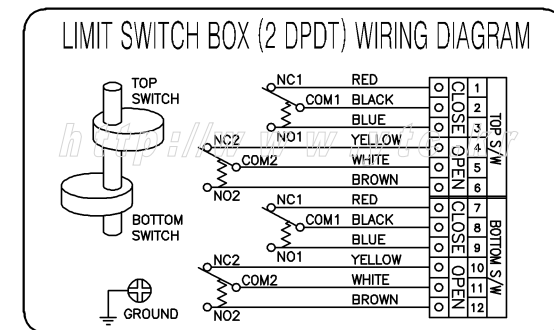 LIMIT SWITCH BOX (2 DPDT) WIRING DIAGRAM
TOP
SWITCH
BOTTOM
SWITCH
GROUND
NC1 RED 1
COM1 BLACK 2
NO1 BLUE 3
CLOSE
NC2 YELLOW 4
COM2 WHITE 5
NO2 BROWN 6
OPEN
TOP S/W
NC1 RED 7
COM1 BLACK 8
NO1 BLUE 9
CLOSE
NC2 YELLOW 10
COM2 WHITE 11
NO2 BROWN 12
OPEN
BOTTOM S/W